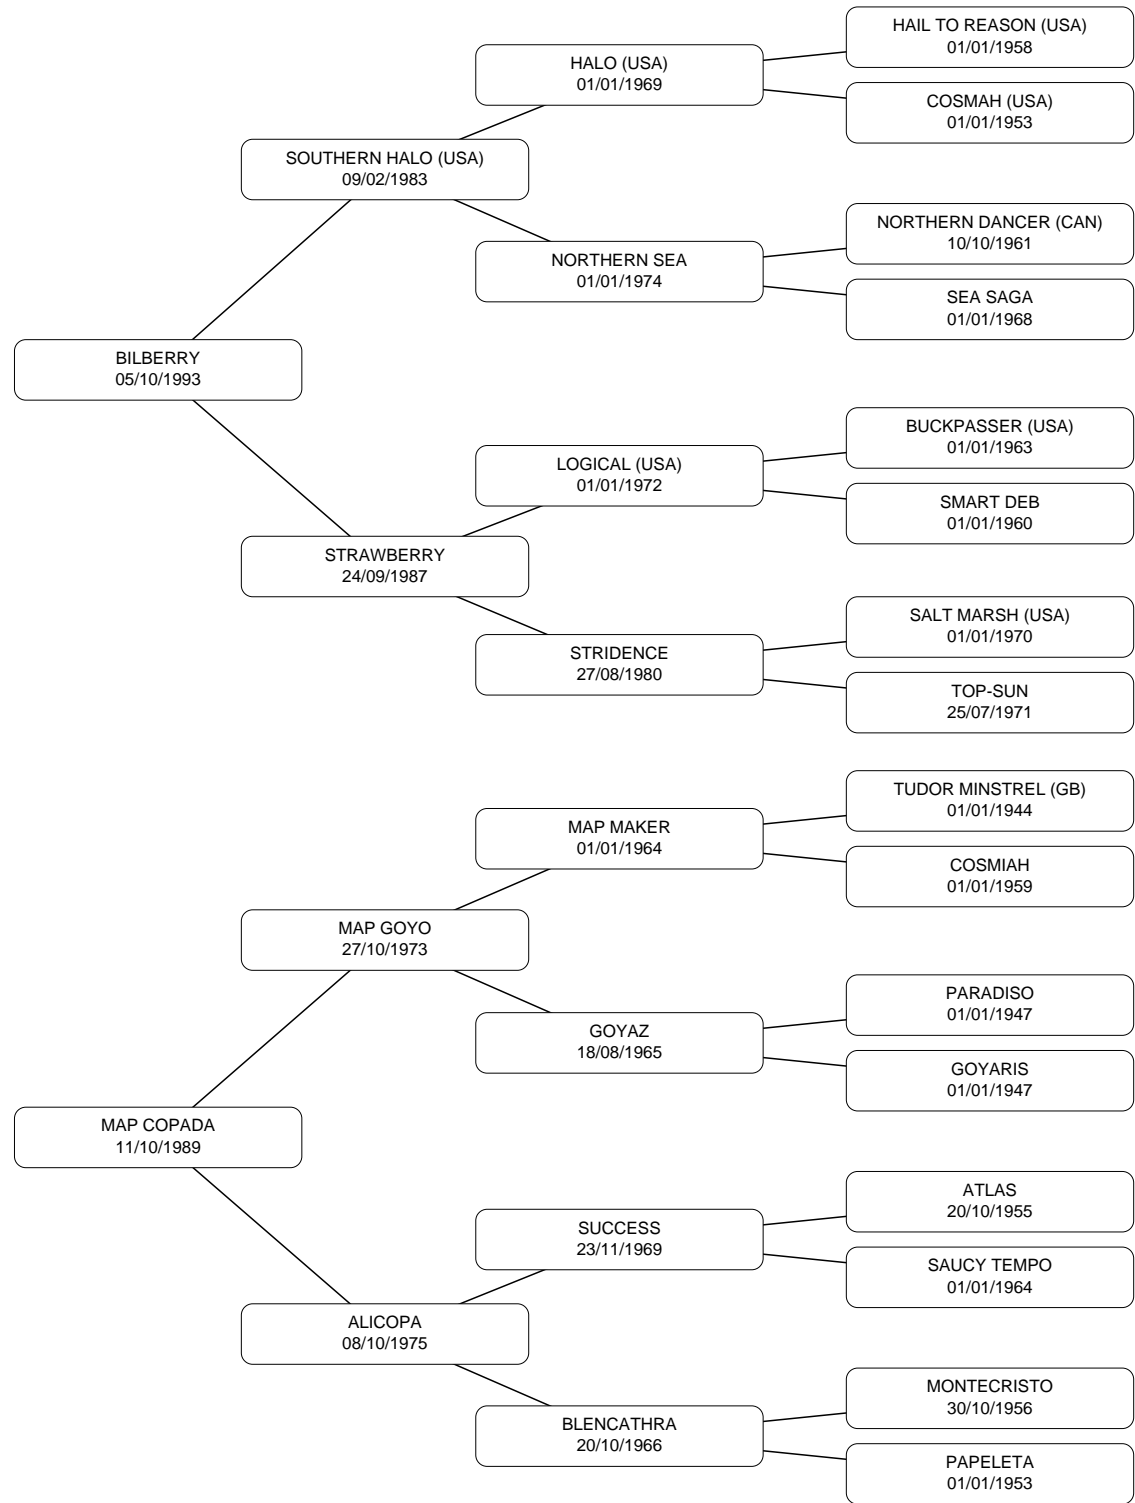 HAIL TO REASON (USA)
01/01/1958
HALO (USA)
01/01/1969
COSMAH (USA)
01/01/1953
SOUTHERN HALO (USA)
09/02/1983
NORTHERN DANCER (CAN)
10/10/1961
NORTHERN SEA
01/01/1974
SEA SAGA
01/01/1968
BILBERRY
05/10/1993
BUCKPASSER (USA)
01/01/1963
LOGICAL (USA)
01/01/1972
SMART DEB
01/01/1960
STRAWBERRY
24/09/1987
SALT MARSH (USA)
01/01/1970
STRIDENCE
27/08/1980
TOP-SUN
25/07/1971
TUDOR MINSTREL (GB)
01/01/1944
MAP MAKER
01/01/1964
COSMIAH
01/01/1959
MAP GOYO
27/10/1973
PARADISO
01/01/1947
GOYAZ
18/08/1965
GOYARIS
01/01/1947
MAP COPADA
11/10/1989
ATLAS
20/10/1955
SUCCESS
23/11/1969
SAUCY TEMPO
01/01/1964
ALICOPA
08/10/1975
MONTECRISTO
30/10/1956
BLENCATHRA
20/10/1966
PAPELETA
01/01/1953